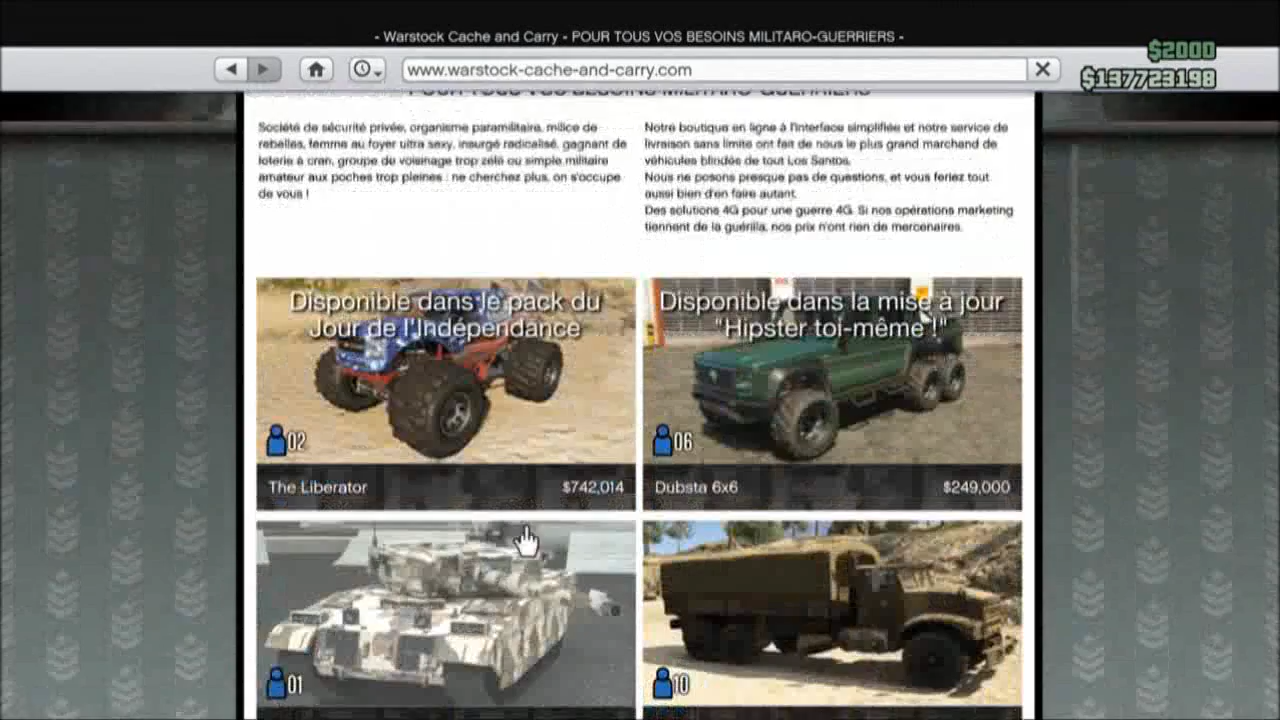 - Warstock Cache and Carry - POUR TOUS VOS BESOINS MILITARO-GUERRIERS -
$2000
www.warstock-cache-and-carry.com
$137723198
POUR TOUS VOS BESOINS MILITARO-GUERRIERS
Société de sécurité privée, organisme paramilitaire, milice de
rebelles, femme au foyer ultra sexy, insurgé radicalisé, gagnant de
loterie à cran, groupe de voisinage trop zélé ou simple militaire
amateur aux poches trop pleines : ne cherchez plus, on s'occupe
de vous !
Notre boutique en ligne à l'interface simplifiée et notre service de
livraison sans limite ont fait de nous le plus grand marchand de
véhicules blindés de tout Los Santos.
Nous ne posons presque pas de questions, et vous feriez tout
aussi bien d'en faire autant.
Des solutions 4G pour une guerre 4G. Si nos opérations marketing
tiennent de la guérilla, nos prix n'ont rien de mercenaires.
Disponible dans le pack du
Jour de l'Indépendance
02
The Liberator $742,014
Disponible dans la mise à jour
"Hipster toi-même !"
06
Dubsta 6x6 $249,000
01
10